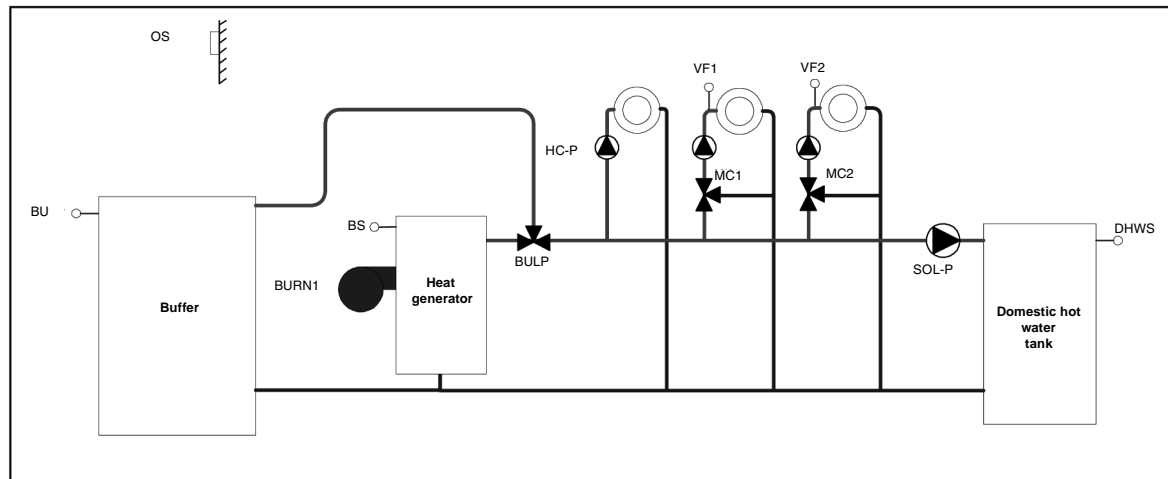 OS
VF1
VF2
HC-P
MC1
MC2
BU
BS
BULP
DHWS
SOL-P
BURN1
Heat
generator
Buffer
Domestic hot
water
tank